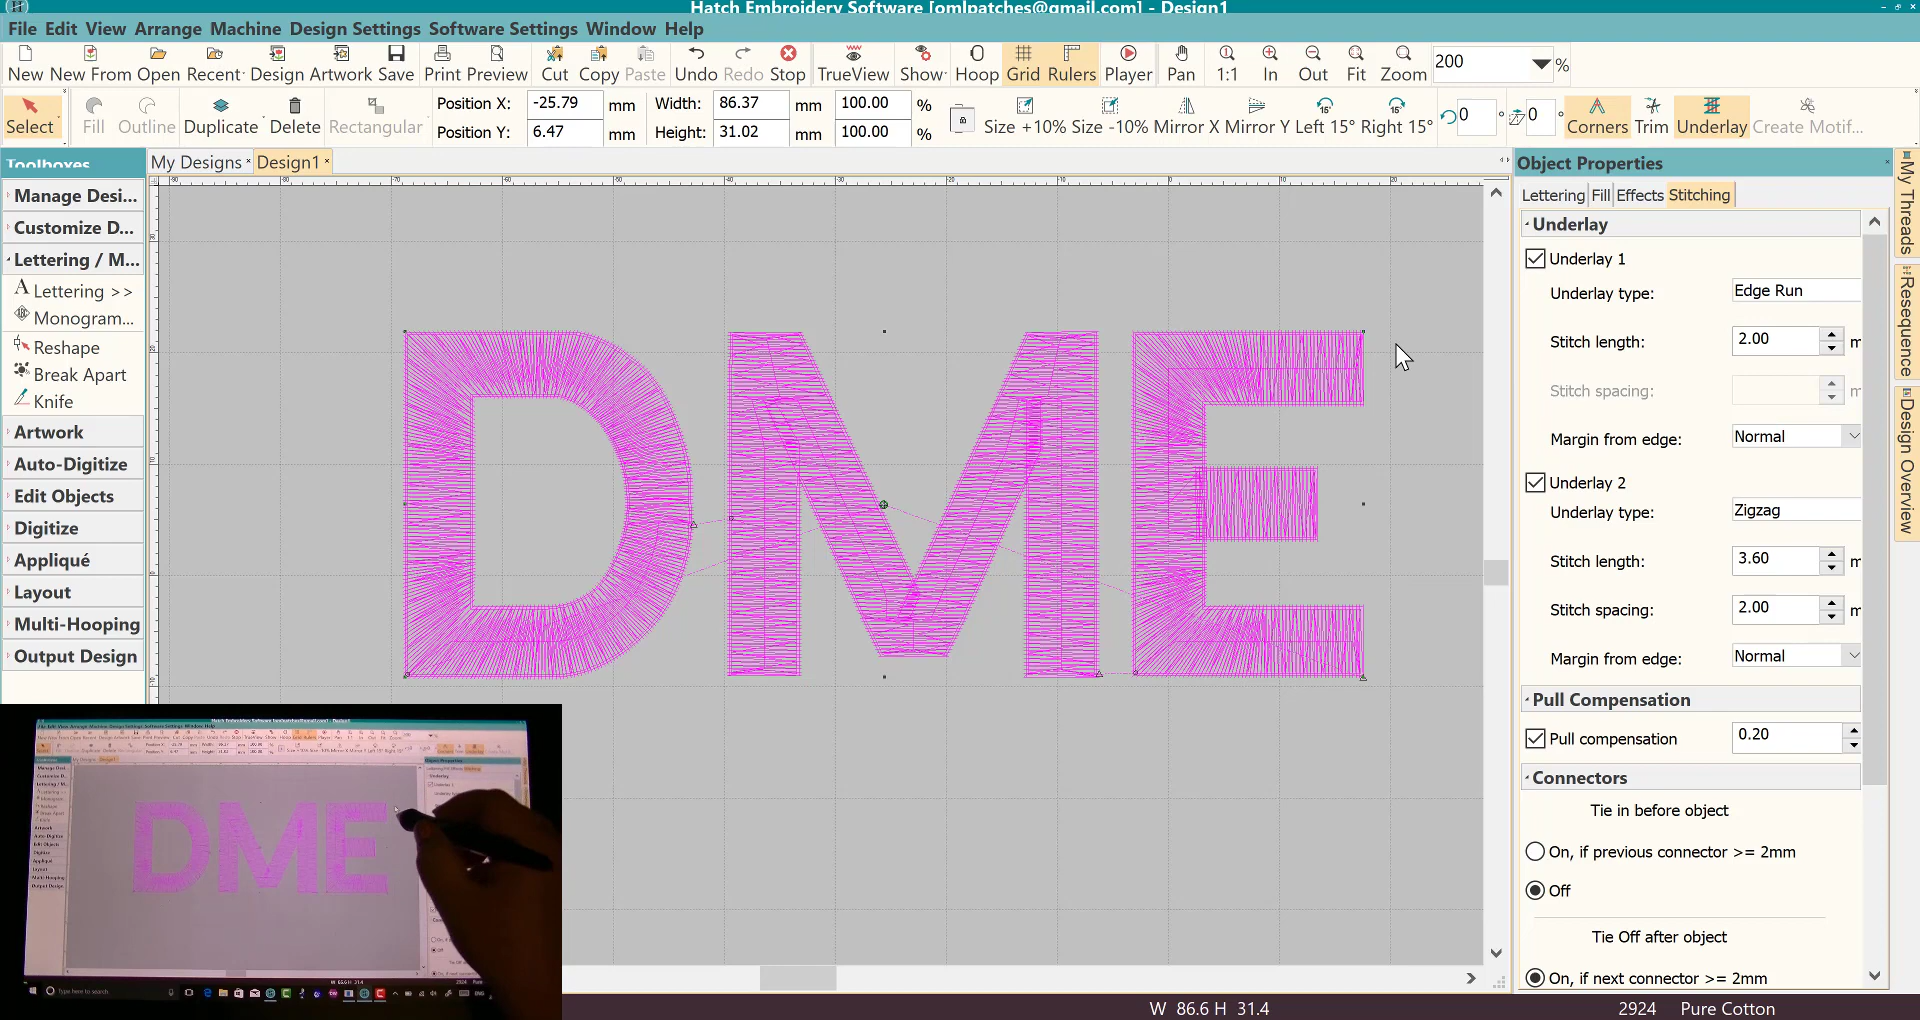 Hatch Embroidery Software [omlpatches@gmail.com] - Design1
File Edit View Arrange Machine Design Settings Software Settings Window Help
New New From Open Recent Design Artwork Save Print Preview Cut Copy Paste Undo Redo Stop TrueView Show Hoop Grid Rulers Player Pan 1:1 In Out Fit Zoom 200 %
Select Fill Outline Duplicate Delete Rectangular
Position X: -25.79 mm Width: 86.37 mm 100.00 %
Position Y: 6.47 mm Height: 31.02 mm 100.00 %
Size +10% Size -10% Mirror X Mirror Y Left 15° Right 15° 0 ° 0 ° Corners Trim Underlay Create Motif...
Toolboxes
My Designs × Design1 ×
Manage Desi...
Customize D...
Lettering / M...
Lettering >>
Monogram...
Reshape
Break Apart
Knife
Artwork
Auto-Digitize
Edit Objects
Digitize
Appliqué
Layout
Multi-Hooping
Output Design
DME
Object Properties
Lettering Fill Effects Stitching
Underlay
Underlay 1
Underlay type: Edge Run
Stitch length: 2.00 m
Stitch spacing: m
Margin from edge: Normal
Underlay 2
Underlay type: Zigzag
Stitch length: 3.60 m
Stitch spacing: 2.00 m
Margin from edge: Normal
Pull Compensation
Pull compensation 0.20
Connectors
Tie in before object
On, if previous connector >= 2mm
Off
Tie Off after object
On, if next connector >= 2mm
My Threads
Resequence
Design Overview
DME
W 86.6 H 31.4
2924 Pure Cotton